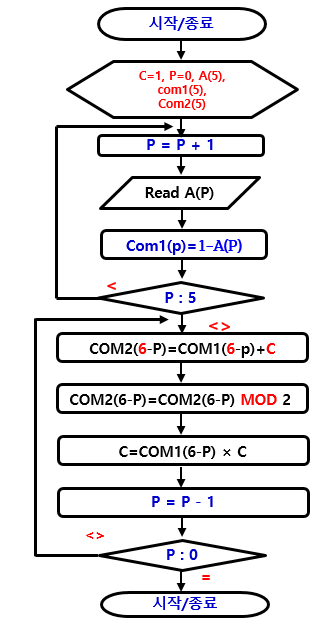 시작/종료
C=1, P=0, A(5),
com1(5),
Com2(5)
P = P + 1
Read A(P)
Com1(p)=1-A(P)
<
P : 5
<>
COM2(6-P)=COM1(6-p)+C
COM2(6-P)=COM2(6-P) MOD 2
C=COM1(6-P) × C
P = P - 1
<>
P : 0
=
시작/종료